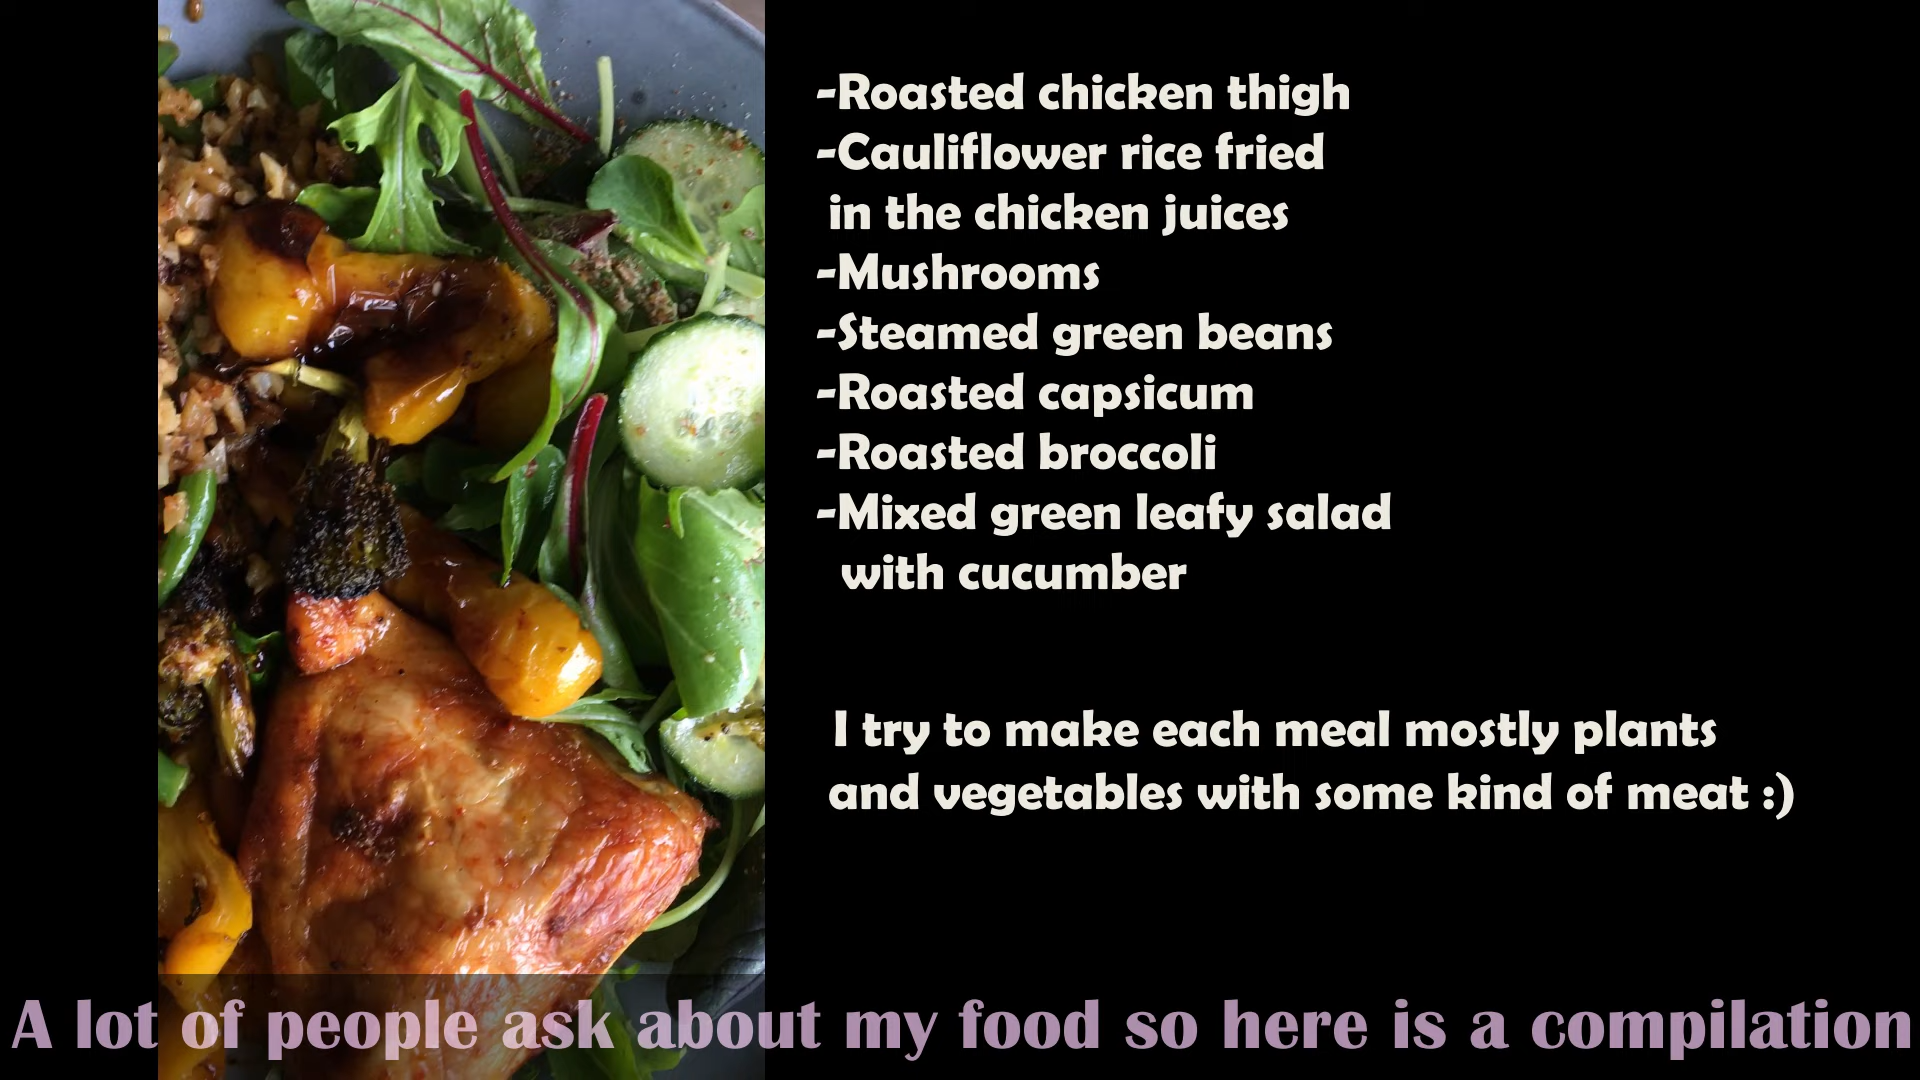 -Roasted chicken thigh
-Cauliflower rice fried
in the chicken juices
-Mushrooms
-Steamed green beans
-Roasted capsicum
-Roasted broccoli
-Mixed green leafy salad
with cucumber
I try to make each meal mostly plants
and vegetables with some kind of meat :)
A lot of people ask about my food so here is a compilation